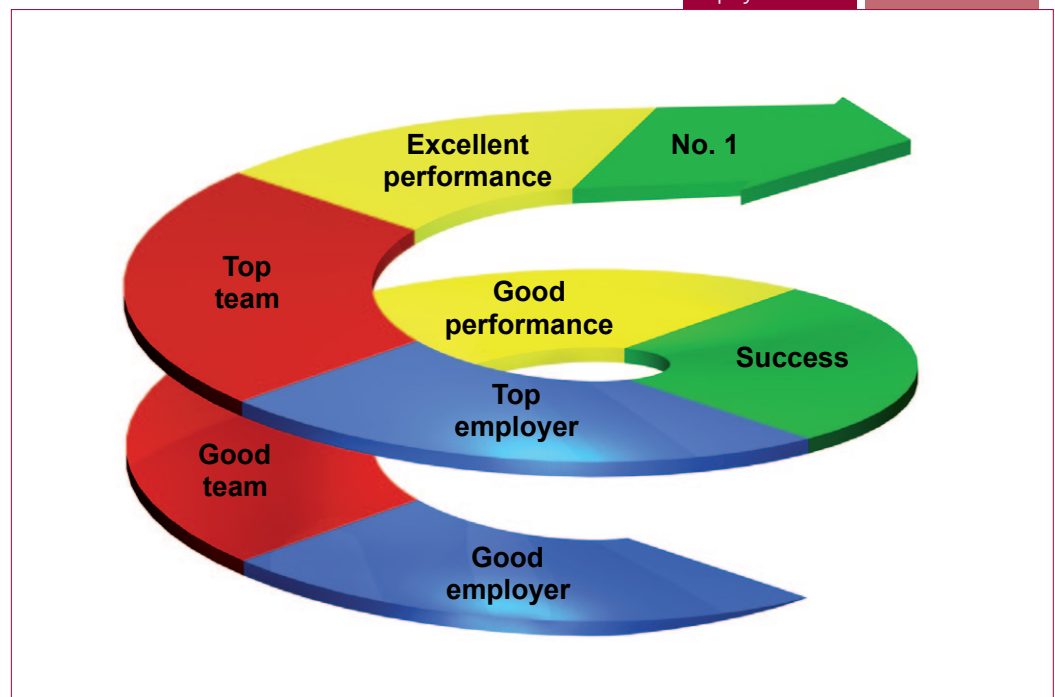 Excellent
performance
No. 1
Top
team
Good
performance
Success
Top
employer
Good
team
Good
employer